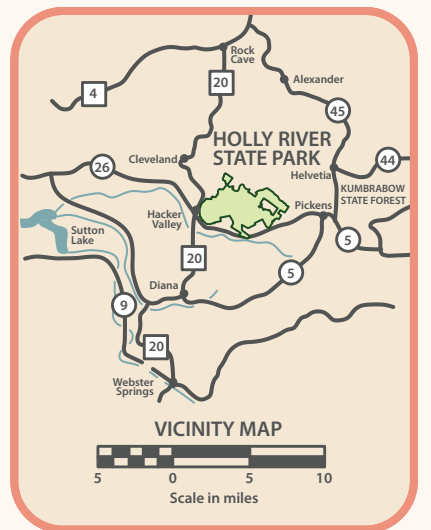 Rock
Cave
20
4
Alexander
45
HOLLY RIVER
STATE PARK
Cleveland
44
26
Helvetia
KUMBRABOW
STATE FOREST
Pickens
Hacker
Valley
Sutton
Lake
5
20
5
Diana
9
20
Webster
Springs
VICINITY MAP
5 0 5 10
Scale in miles